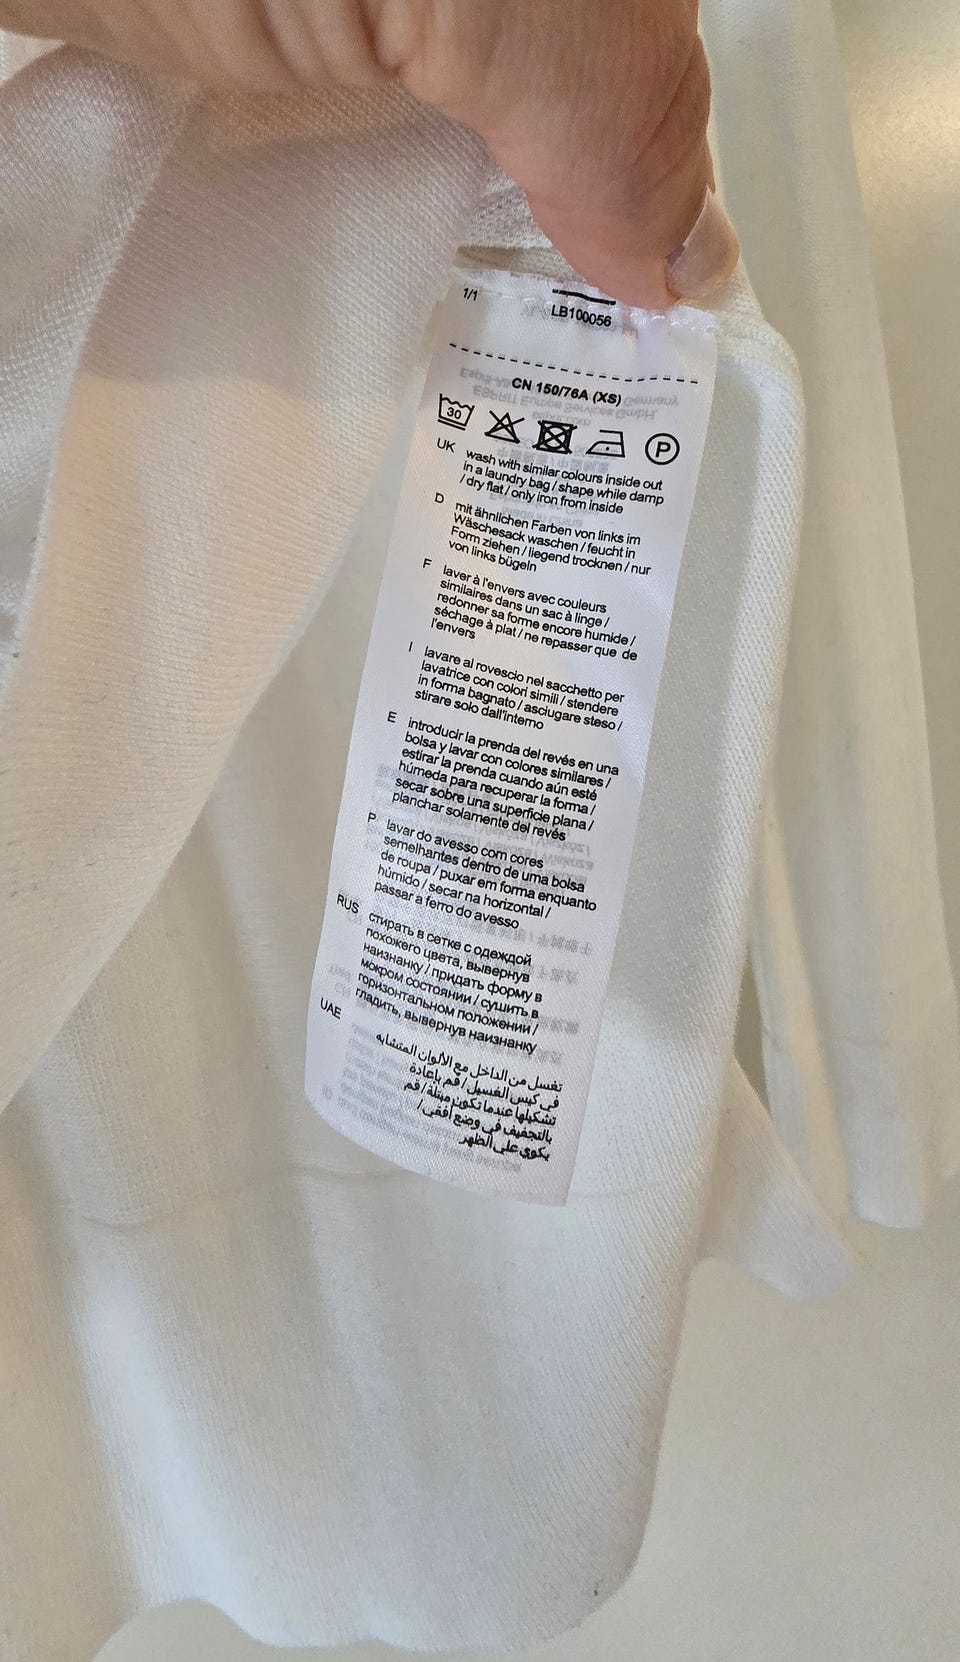 1/1
LB100056
CN 150/76A (XS)
30
P
UK wash with similar colours inside out
in a laundry bag / shape while damp
/ dry flat / only iron from inside
D mit ähnlichen Farben von links im
Wäschesack waschen / feucht in
Form ziehen / liegend trocknen / nur
von links bügeln
F laver à l'envers avec couleurs
similaires dans un sac à linge /
redonner sa forme encore humide /
séchage à plat / ne repasser que de
l'envers
I lavare al rovescio nel sacchetto per
lavatrice con colori simili / stendere
in forma bagnato / asciugare steso /
stirare solo dall'interno
E introducir la prenda del revés en una
bolsa y lavar con colores similares /
estirar la prenda cuando aún esté
húmeda para recuperar la forma /
secar sobre una superficie plana /
planchar solamente del revés
P lavar do avesso com cores
semelhantes dentro de uma bolsa
de roupa / puxar em forma enquanto
húmido / secar na horizontal /
passar a ferro do avesso
RUS стирать в сетке с одеждой
похожего цвета, вывернув
наизнанку / придать форму в
мокром состоянии / сушить в
горизонтальном положении /
гладить, вывернув наизнанку
UAE تغسل من الداخل مع الألوان المتشابه
في كيس الغسيل / قم بإعادة
تشكيلها عندما تكون مبتلة / قم
بالتجفيف في وضع أفقي /
يكوي على الظهر